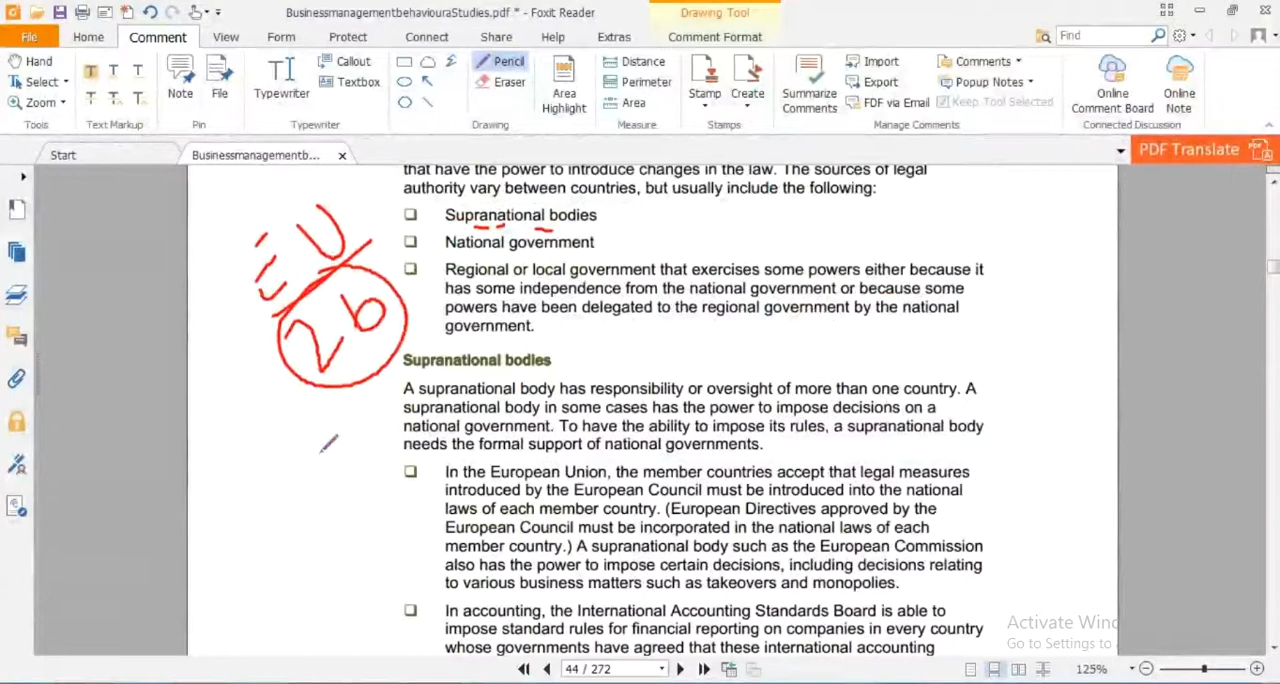 BusinessmanagementbehaviouraStudies.pdf * - Foxit Reader
Drawing Tool
File Home Comment View Form Protect Connect Share Help Extras Comment Format Find
Hand
Select
Zoom
Tools
T T T
T T T
Text Markup
Note File
Pin
Typewriter
Callout
Textbox
Typewriter
Pencil
Eraser
Drawing
Area
Highlight
Distance
Perimeter
Area
Measure
Stamp Create
Stamps
Summarize
Comments
Import
Export
FDF via Email
Comments
Popup Notes
Keep Tool Selected
Manage Comments
Online
Comment Board
Online
Note
Connected Discussion
Start Businessmanagementb... PDF Translate
that have the power to introduce changes in the law. The sources of legal
authority vary between countries, but usually include the following:
Supranational bodies
National government
Regional or local government that exercises some powers either because it
has some independence from the national government or because some
powers have been delegated to the regional government by the national
government.
EU
26
Supranational bodies
A supranational body has responsibility or oversight of more than one country. A
supranational body in some cases has the power to impose decisions on a
national government. To have the ability to impose its rules, a supranational body
needs the formal support of national governments.
In the European Union, the member countries accept that legal measures
introduced by the European Council must be introduced into the national
laws of each member country. (European Directives approved by the
European Council must be incorporated in the national laws of each
member country.) A supranational body such as the European Commission
also has the power to impose certain decisions, including decisions relating
to various business matters such as takeovers and monopolies.
In accounting, the International Accounting Standards Board is able to
impose standard rules for financial reporting on companies in every country
whose governments have agreed that these international accounting
Activate Wind
Go to Settings to
44 / 272
125%